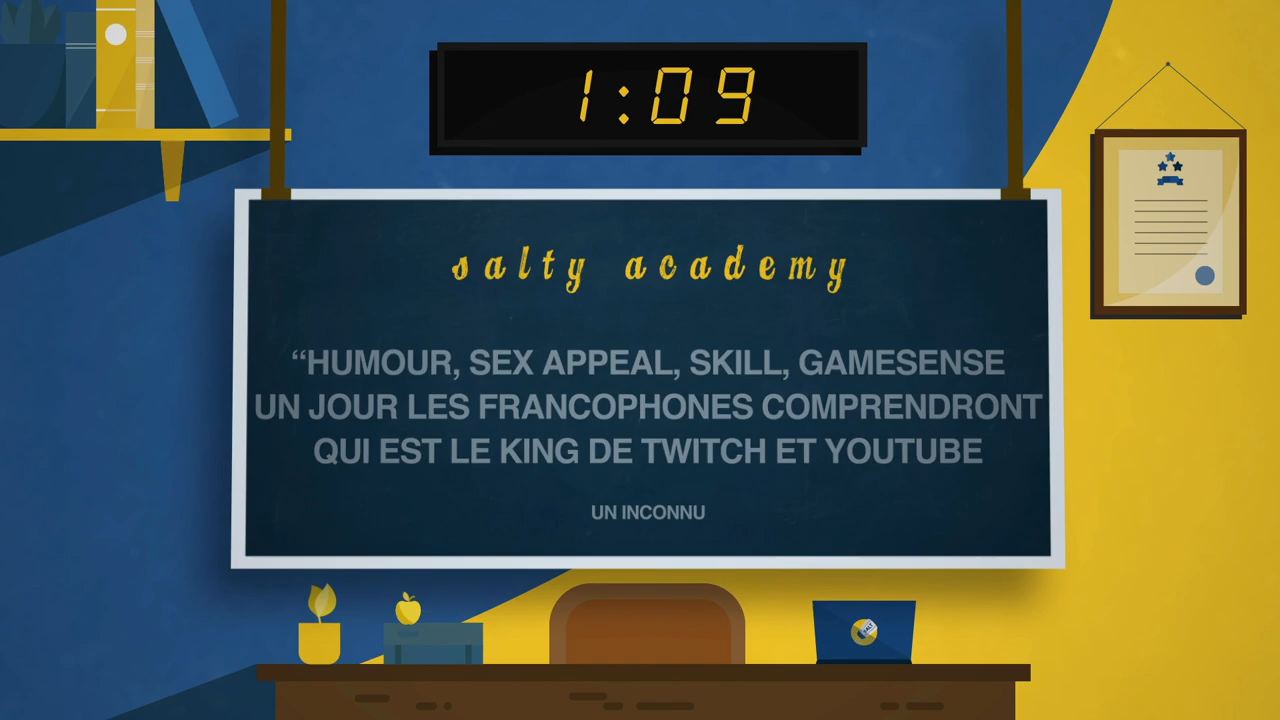 1:09
salty academy
“HUMOUR, SEX APPEAL, SKILL, GAMESENSE
UN JOUR LES FRANCOPHONES COMPRENDRONT
QUI EST LE KING DE TWITCH ET YOUTUBE
UN INCONNU